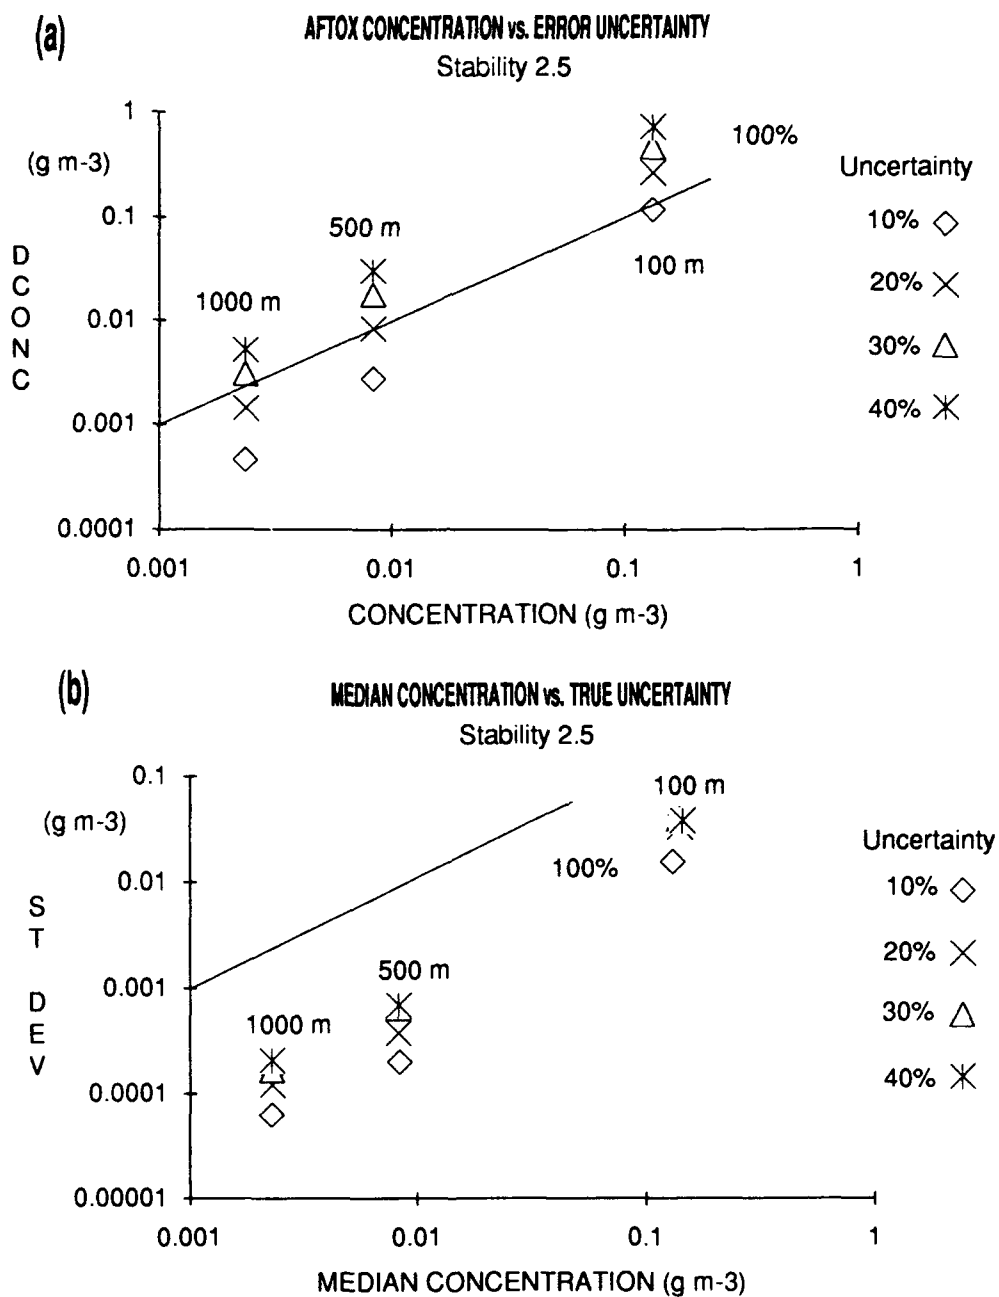 (a)
AFTOX CONCENTRATION vs. ERROR UNCERTAINTY
Stability 2.5
1
(g m-3)
100%
Uncertainty
0.1
500 m
10%
D
C
O
N
C
1000 m
100 m
20%
0.01
30%
0.001
40%
0.0001
0.001
0.01
0.1
1
CONCENTRATION (g m-3)
(b)
MEDIAN CONCENTRATION vs. TRUE UNCERTAINTY
Stability 2.5
0.1
100 m
(g m-3)
Uncertainty
100%
0.01
10%
S
T
D
E
V
500 m
20%
0.001
1000 m
30%
40%
0.0001
0.00001
0.001
0.01
0.1
1
MEDIAN CONCENTRATION (g m-3)